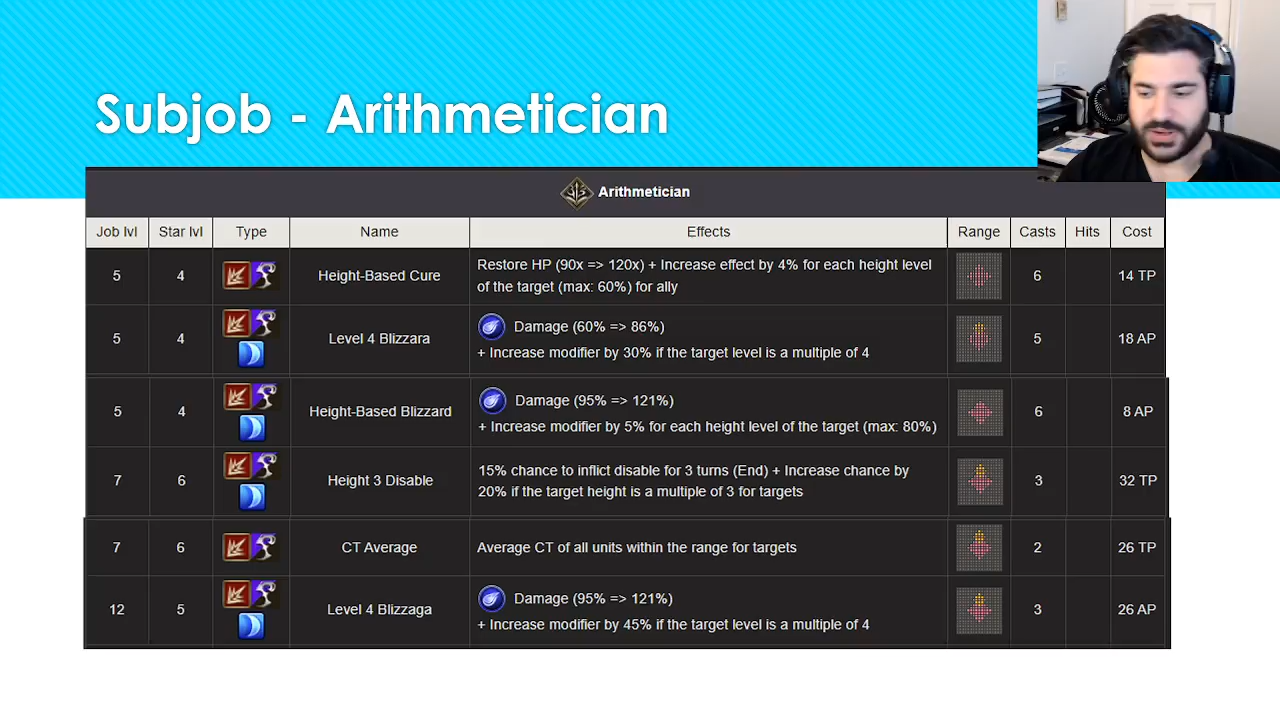 Subjob - Arithmetician
Arithmetician
Job lvl Star lvl Type Name Effects Range Casts Hits Cost
5 4 Height-Based Cure Restore HP (90x => 120x) + Increase effect by 4% for each height level
of the target (max: 60%) for ally 6 14 TP
5 4 Level 4 Blizzara Damage (60% => 86%)
+ Increase modifier by 30% if the target level is a multiple of 4 5 18 AP
5 4 Height-Based Blizzard Damage (95% => 121%)
+ Increase modifier by 5% for each height level of the target (max: 80%) 6 8 AP
7 6 Height 3 Disable 15% chance to inflict disable for 3 turns (End) + Increase chance by
20% if the target height is a multiple of 3 for targets 3 32 TP
7 6 CT Average Average CT of all units within the range for targets 2 26 TP
12 5 Level 4 Blizzaga Damage (95% => 121%)
+ Increase modifier by 45% if the target level is a multiple of 4 3 26 AP